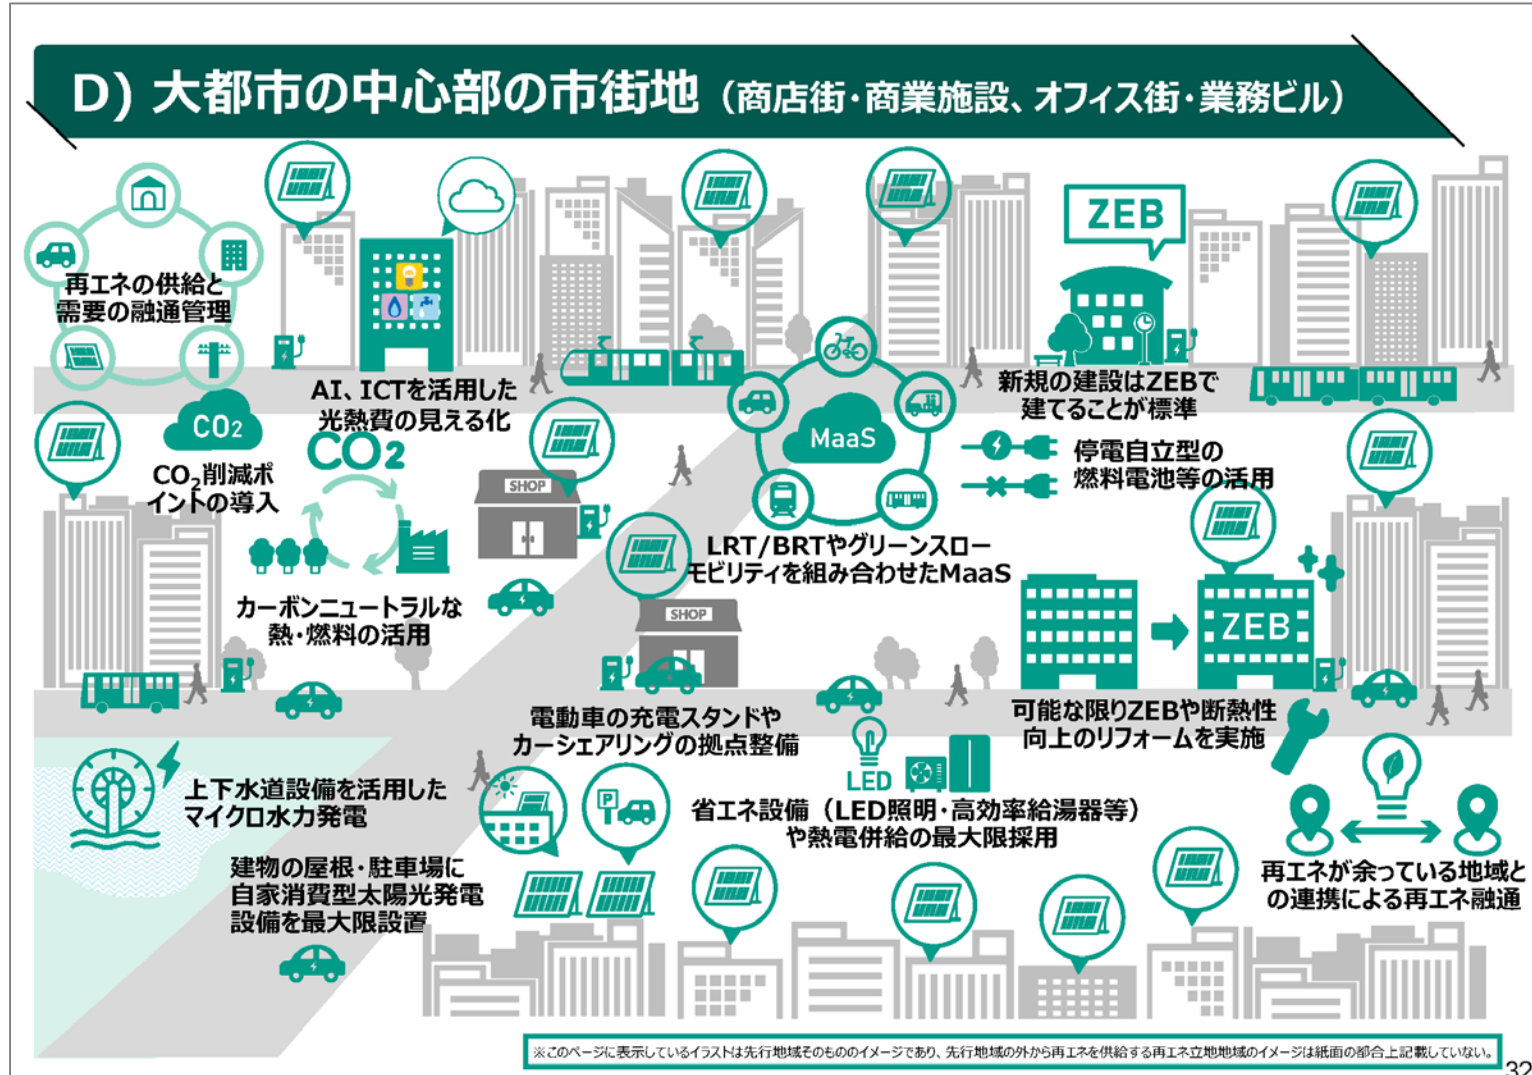 D）大都市の中心部の市街地（商店街・商業施設、オフィス街・業務ビル）
ZEB
再エネの供給と
需要の融通管理
AI、ICTを活用した
光熱費の見える化
新規の建設はZEBで
建てることが標準
CO2
CO2削減ポ
イントの導入
CO2
SHOP
MaaS
停電自立型の
燃料電池等の活用
LRT/BRTやグリーンスロー
モビリティを組み合わせたMaaS
カーボンニュートラルな
熱・燃料の活用
SHOP
ZEB
電動車の充電スタンドや
カーシェアリングの拠点整備
可能な限りZEBや断熱性
向上のリフォームを実施
上下水道設備を活用した
マイクロ水力発電
P
LED
省エネ設備（LED照明・高効率給湯器等）
や熱電併給の最大限採用
建物の屋根・駐車場に
自家消費型太陽光発電
設備を最大限設置
再エネが余っている地域と
の連携による再エネ融通
※このページに表示しているイラストは先行地域そのもののイメージであり、先行地域の外から再エネを供給する再エネ立地地域のイメージは紙面の都合上記載していない。
32